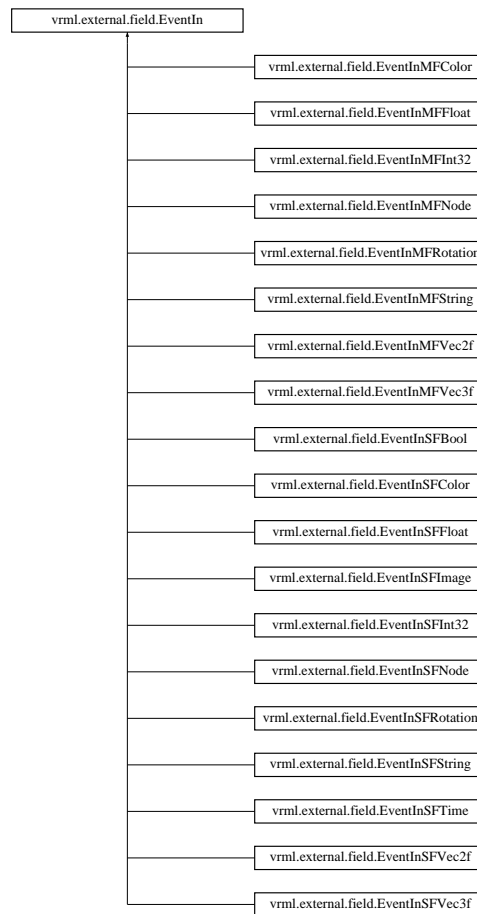 vrml.external.field.EventIn
vrml.external.field.EventInMFColor
vrml.external.field.EventInMFFloat
vrml.external.field.EventInMFInt32
vrml.external.field.EventInMFNode
vrml.external.field.EventInMFRotation
vrml.external.field.EventInMFString
vrml.external.field.EventInMFVec2f
vrml.external.field.EventInMFVec3f
vrml.external.field.EventInSFBool
vrml.external.field.EventInSFColor
vrml.external.field.EventInSFFloat
vrml.external.field.EventInSFImage
vrml.external.field.EventInSFInt32
vrml.external.field.EventInSFNode
vrml.external.field.EventInSFRotation
vrml.external.field.EventInSFString
vrml.external.field.EventInSFTime
vrml.external.field.EventInSFVec2f
vrml.external.field.EventInSFVec3f